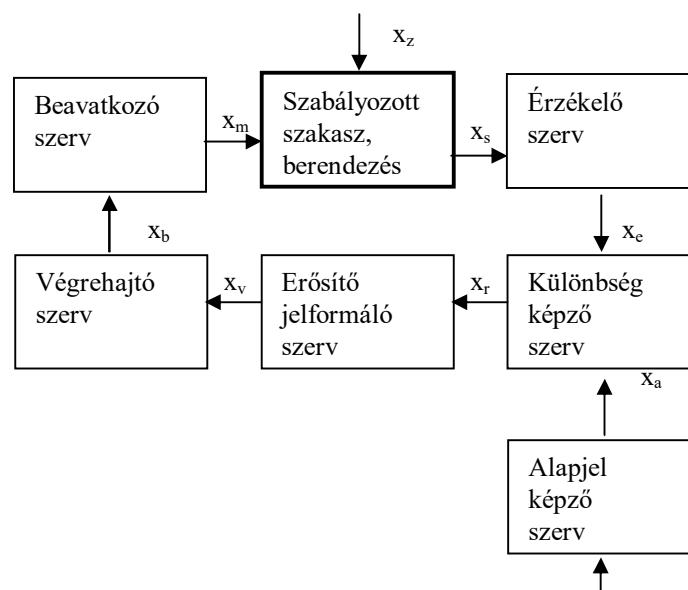 x_z
Beavatkozó
szerv
x_m
Szabályozott
szakasz,
berendezés
x_s
Érzékelő
szerv
x_b
x_e
Végrehajtó
szerv
x_v
Erősítő
jelformáló
szerv
x_r
Különbség
képző
szerv
x_a
Alapjel
képző
szerv